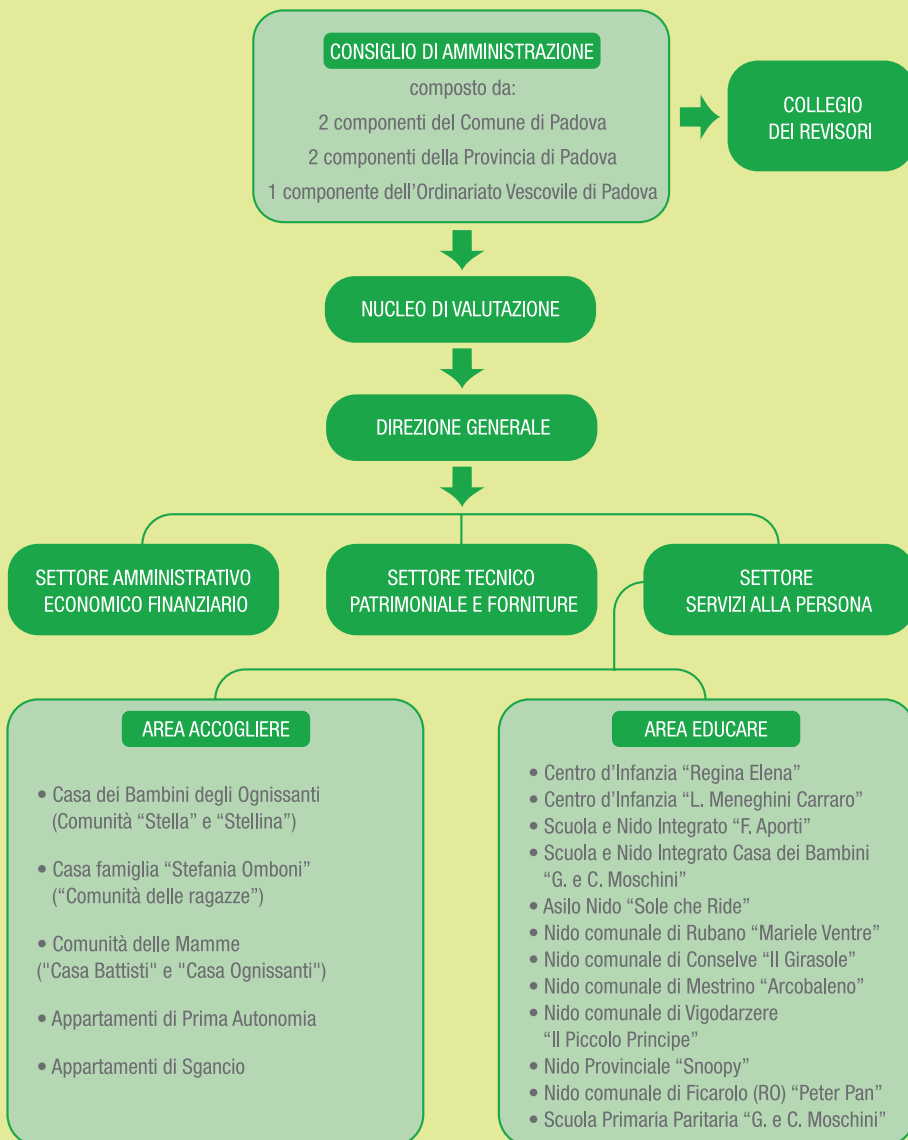 CONSIGLIO DI AMMINISTRAZIONE
composto da:
2 componenti del Comune di Padova
2 componenti della Provincia di Padova
1 componente dell'Ordinariato Vescovile di Padova
COLLEGIO
DEI REVISORI
NUCLEO DI VALUTAZIONE
DIREZIONE GENERALE
SETTORE AMMINISTRATIVO
ECONOMICO FINANZIARIO
SETTORE TECNICO
PATRIMONIALE E FORNITURE
SETTORE
SERVIZI ALLA PERSONA
AREA ACCOGLIERE
• Casa dei Bambini degli Ognissanti
(Comunità “Stella” e “Stellina”)
• Casa famiglia “Stefania Omboni”
(“Comunità delle ragazze”)
• Comunità delle Mamme
("Casa Battisti" e "Casa Ognissanti")
• Appartamenti di Prima Autonomia
• Appartamenti di Sgancio
AREA EDUCARE
• Centro d'Infanzia “Regina Elena”
• Centro d'Infanzia “L. Meneghini Carraro”
• Scuola e Nido Integrato “F. Aporti”
• Scuola e Nido Integrato Casa dei Bambini
“G. e C. Moschini”
• Asilo Nido “Sole che Ride”
• Nido comunale di Rubano “Mariele Ventre”
• Nido comunale di Conselve “Il Girasole”
• Nido comunale di Mestrino “Arcobaleno”
• Nido comunale di Vigodarzere
“Il Piccolo Principe”
• Nido Provinciale “Snoopy”
• Nido comunale di Ficarolo (RO) “Peter Pan”
• Scuola Primaria Paritaria “G. e C. Moschini”